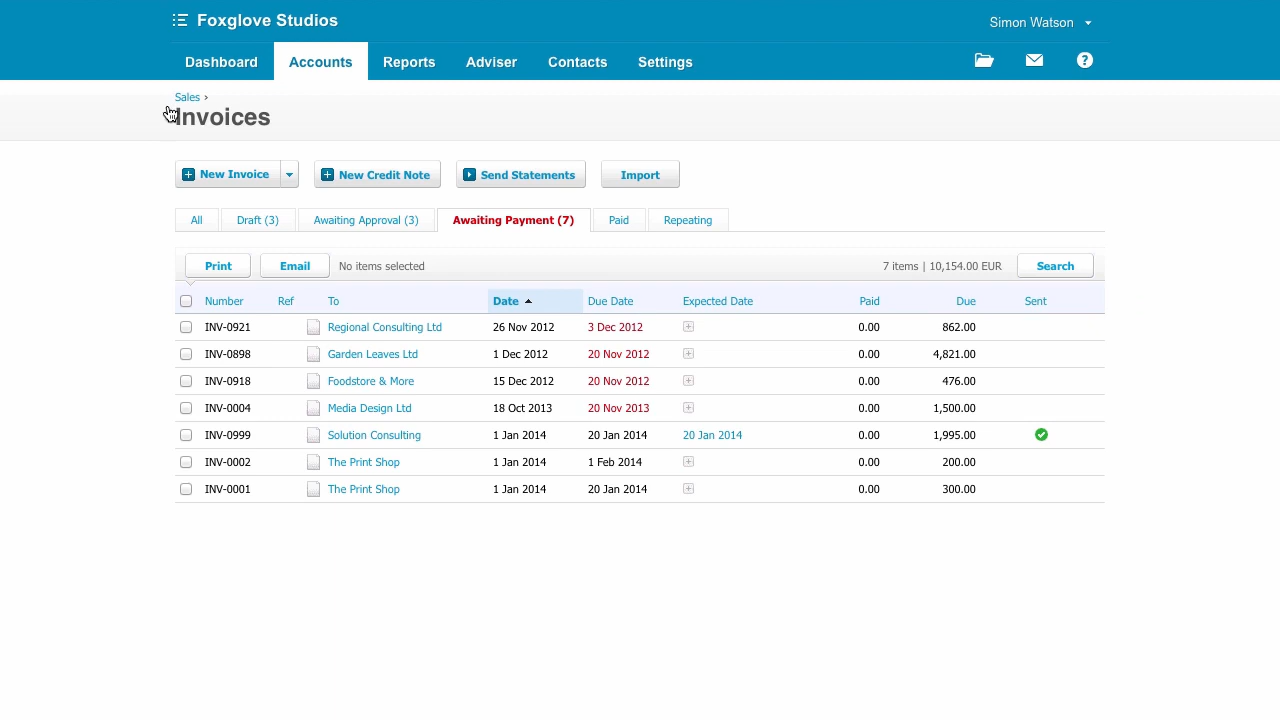 Foxglove Studios
Simon Watson
Dashboard Accounts Reports Adviser Contacts Settings
?
Sales ›
Invoices
New Invoice New Credit Note Send Statements Import
All Draft (3) Awaiting Approval (3) Awaiting Payment (7) Paid Repeating
Print Email No items selected 7 items | 10,154.00 EUR Search
Number Ref To Date Due Date Expected Date Paid Due Sent
INV-0921 Regional Consulting Ltd 26 Nov 2012 3 Dec 2012 0.00 862.00
INV-0898 Garden Leaves Ltd 1 Dec 2012 20 Nov 2012 0.00 4,821.00
INV-0918 Foodstore & More 15 Dec 2012 20 Nov 2012 0.00 476.00
INV-0004 Media Design Ltd 18 Oct 2013 20 Nov 2013 0.00 1,500.00
INV-0999 Solution Consulting 1 Jan 2014 20 Jan 2014 20 Jan 2014 0.00 1,995.00
INV-0002 The Print Shop 1 Jan 2014 1 Feb 2014 0.00 200.00
INV-0001 The Print Shop 1 Jan 2014 20 Jan 2014 0.00 300.00